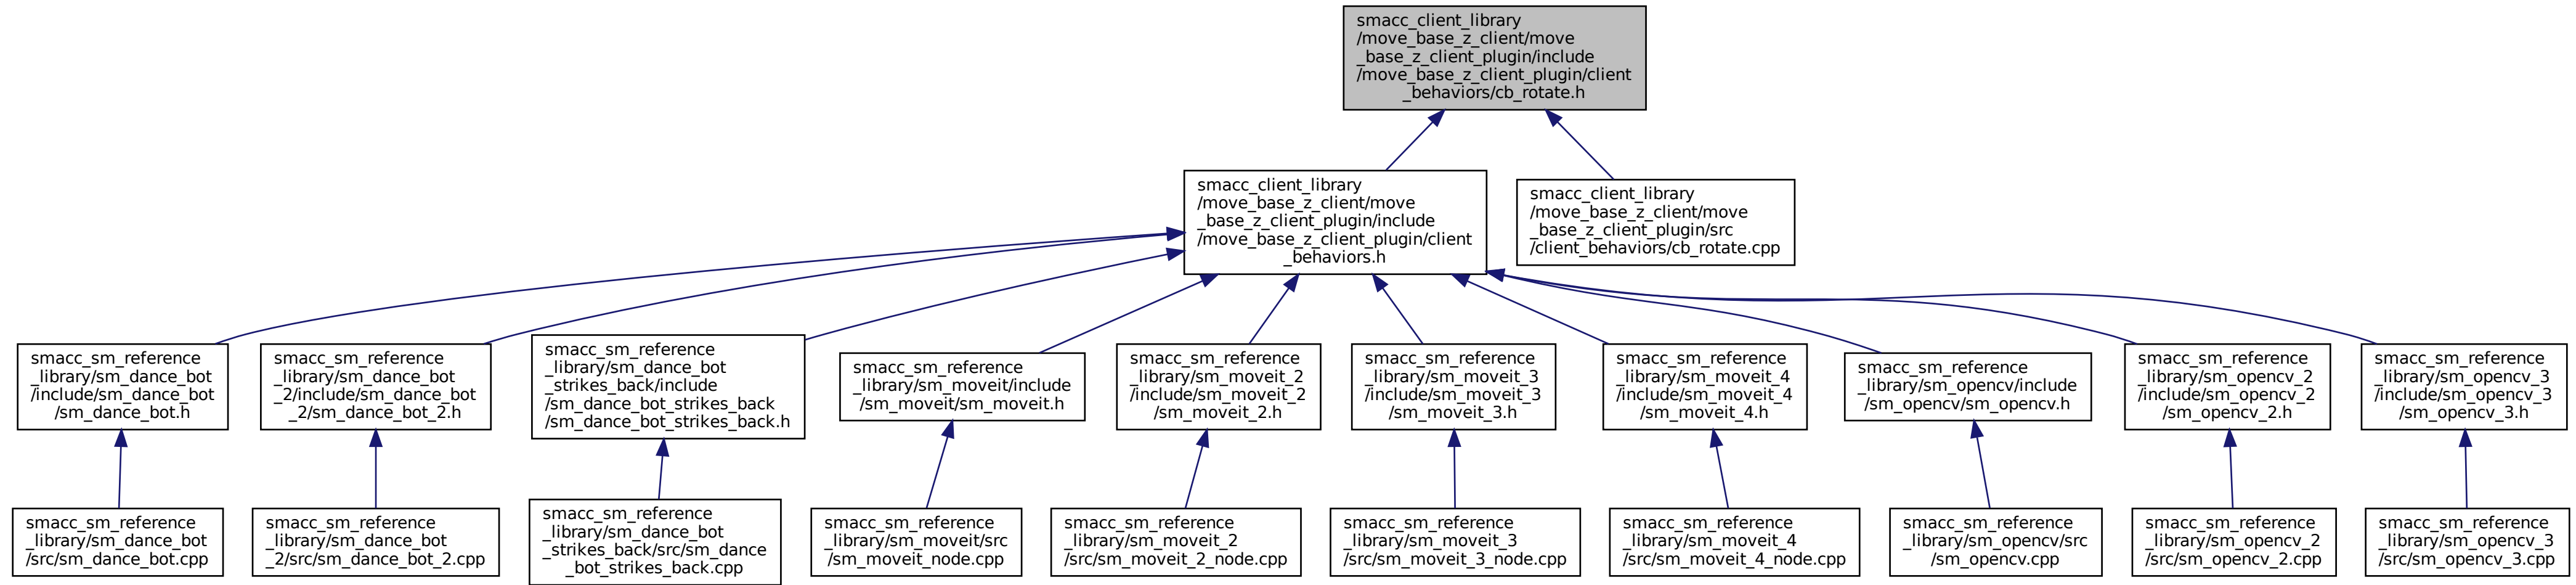 smacc_client_library
/move_base_z_client/move
_base_z_client_plugin/include
/move_base_z_client_plugin/client
_behaviors/cb_rotate.h
smacc_client_library
/move_base_z_client/move
_base_z_client_plugin/include
/move_base_z_client_plugin/client
_behaviors.h
smacc_client_library
/move_base_z_client/move
_base_z_client_plugin/src
/client_behaviors/cb_rotate.cpp
smacc_sm_reference
_library/sm_dance_bot
/include/sm_dance_bot
/sm_dance_bot.h
smacc_sm_reference
_library/sm_dance_bot
_2/include/sm_dance_bot
_2/sm_dance_bot_2.h
smacc_sm_reference
_library/sm_dance_bot
_strikes_back/include
/sm_dance_bot_strikes_back
/sm_dance_bot_strikes_back.h
smacc_sm_reference
_library/sm_moveit/include
/sm_moveit/sm_moveit.h
smacc_sm_reference
_library/sm_moveit_2
/include/sm_moveit_2
/sm_moveit_2.h
smacc_sm_reference
_library/sm_moveit_3
/include/sm_moveit_3
/sm_moveit_3.h
smacc_sm_reference
_library/sm_moveit_4
/include/sm_moveit_4
/sm_moveit_4.h
smacc_sm_reference
_library/sm_opencv/include
/sm_opencv/sm_opencv.h
smacc_sm_reference
_library/sm_opencv_2
/include/sm_opencv_2
/sm_opencv_2.h
smacc_sm_reference
_library/sm_opencv_3
/include/sm_opencv_3
/sm_opencv_3.h
smacc_sm_reference
_library/sm_dance_bot
/src/sm_dance_bot.cpp
smacc_sm_reference
_library/sm_dance_bot
_2/src/sm_dance_bot_2.cpp
smacc_sm_reference
_library/sm_dance_bot
_strikes_back/src/sm_dance
_bot_strikes_back.cpp
smacc_sm_reference
_library/sm_moveit/src
/sm_moveit_node.cpp
smacc_sm_reference
_library/sm_moveit_2
/src/sm_moveit_2_node.cpp
smacc_sm_reference
_library/sm_moveit_3
/src/sm_moveit_3_node.cpp
smacc_sm_reference
_library/sm_moveit_4
/src/sm_moveit_4_node.cpp
smacc_sm_reference
_library/sm_opencv/src
/sm_opencv.cpp
smacc_sm_reference
_library/sm_opencv_2
/src/sm_opencv_2.cpp
smacc_sm_reference
_library/sm_opencv_3
/src/sm_opencv_3.cpp